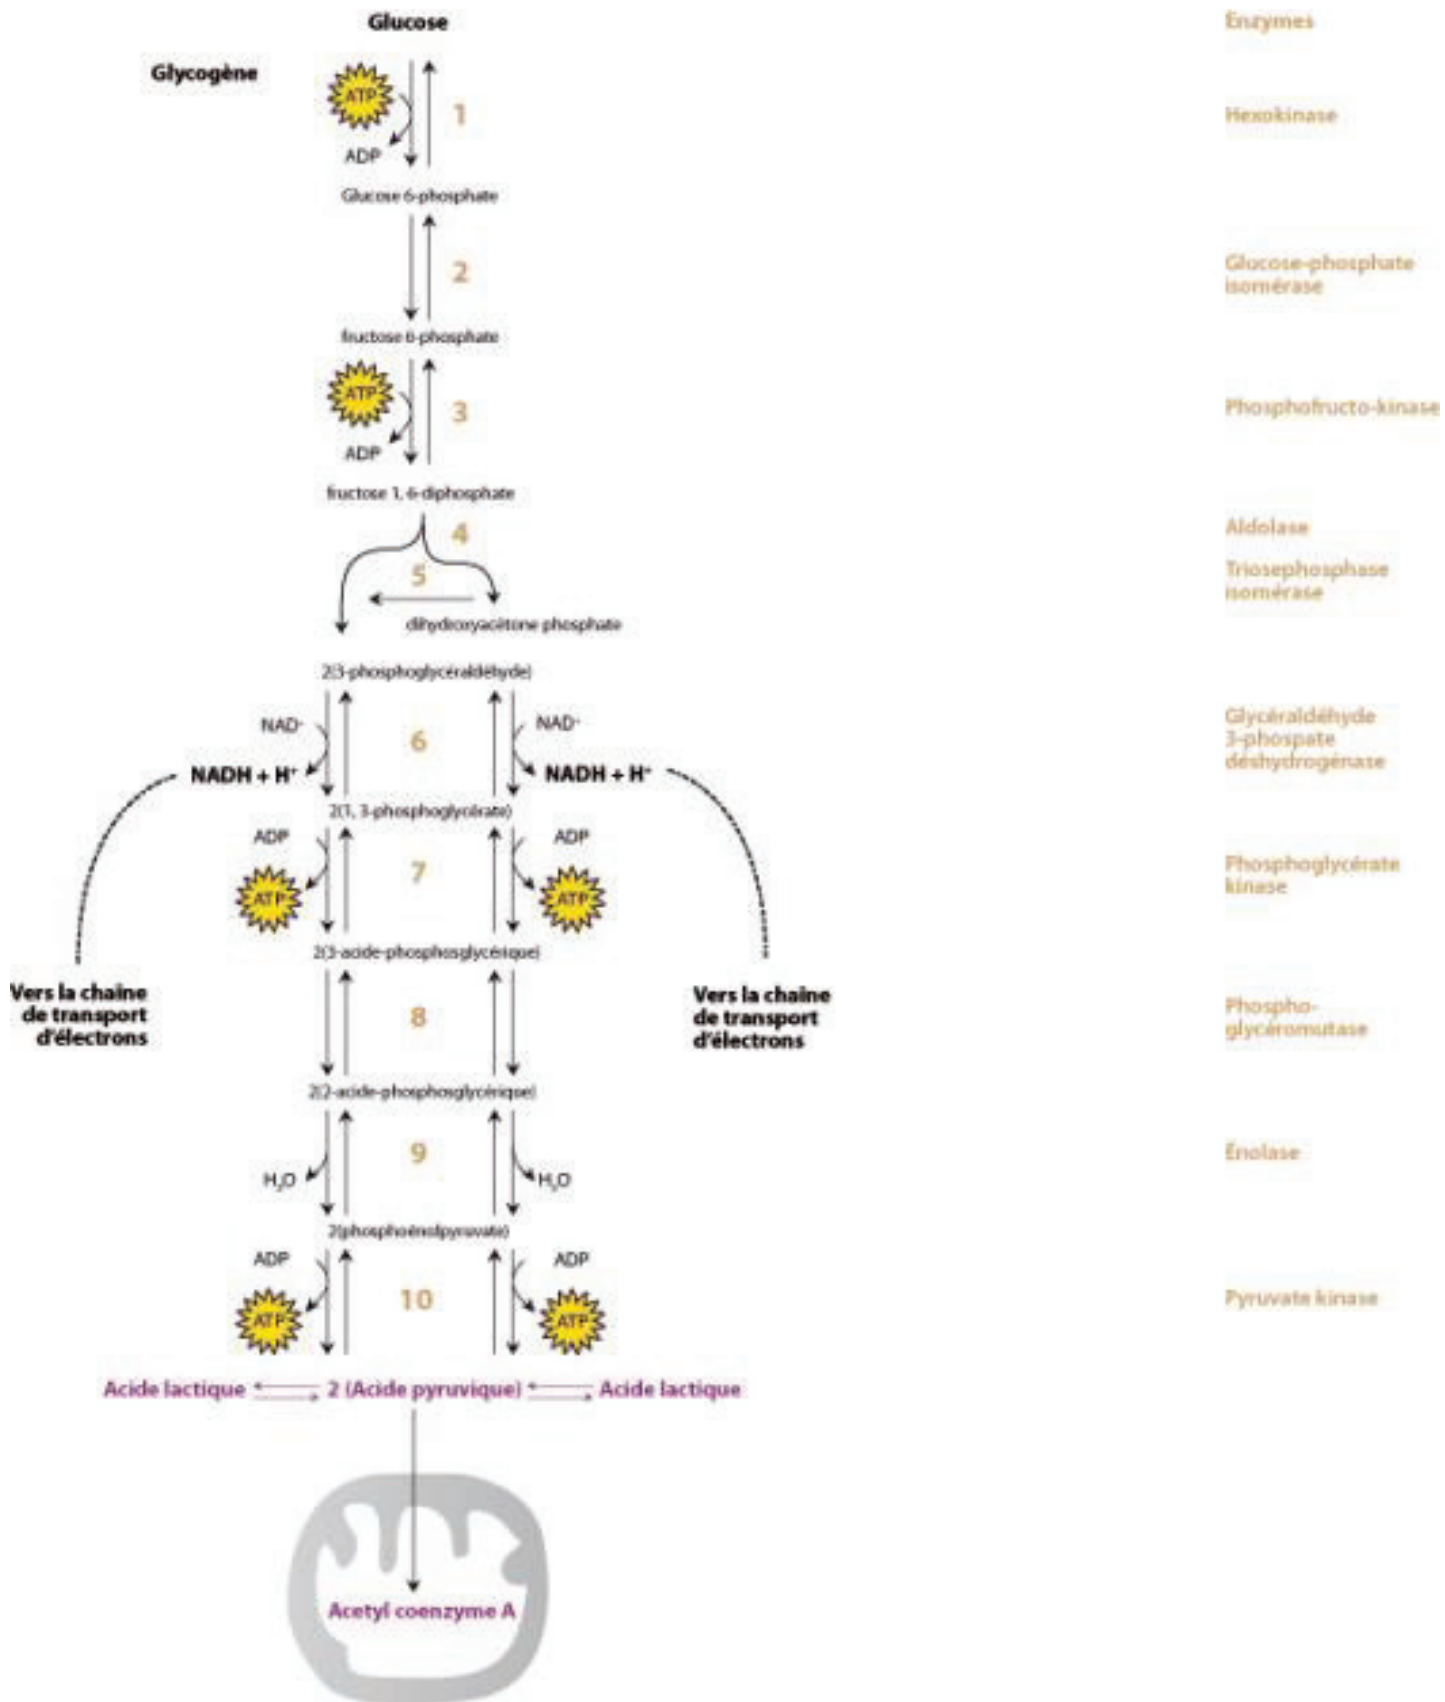 Glucose
Enzymes
Glycogène
ATP
1
Hexokinase
ADP
Glucose 6-phosphate
2
Glucose-phosphate
isomérase
fructose 6-phosphate
ATP
3
Phosphofructo-kinase
ADP
fructose 1, 6-diphosphate
4
Aldolase
5
Triosephosphase
isomérase
dihydroxyacétone phosphate
2(3-phosphoglycéraldéhyde)
NAD+
NAD+
6
Glycéraldéhyde
3-phospate
déshydrogénase
NADH + H+
NADH + H+
2(1, 3-phosphoglycérate)
ADP
ADP
7
Phosphoglycérate
kinase
ATP
ATP
2(3-acide-phosphosglycérique)
Vers la chaîne
de transport
d'électrons
8
Vers la chaîne
de transport
d'électrons
Phospho-
glycéromutase
2(2-acide-phosphosglycérique)
9
Énolase
H2O
H2O
2(phosphoénolpyruvate)
ADP
ADP
10
Pyruvate kinase
ATP
ATP
Acide lactique
2 (Acide pyruvique)
Acide lactique
Acetyl coenzyme A